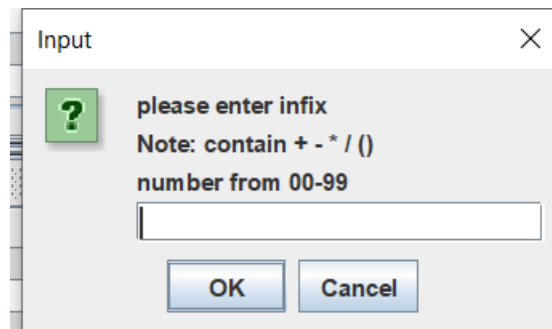 Input
please enter infix
Note: contain + - * / ()
number from 00-99
OK
Cancel